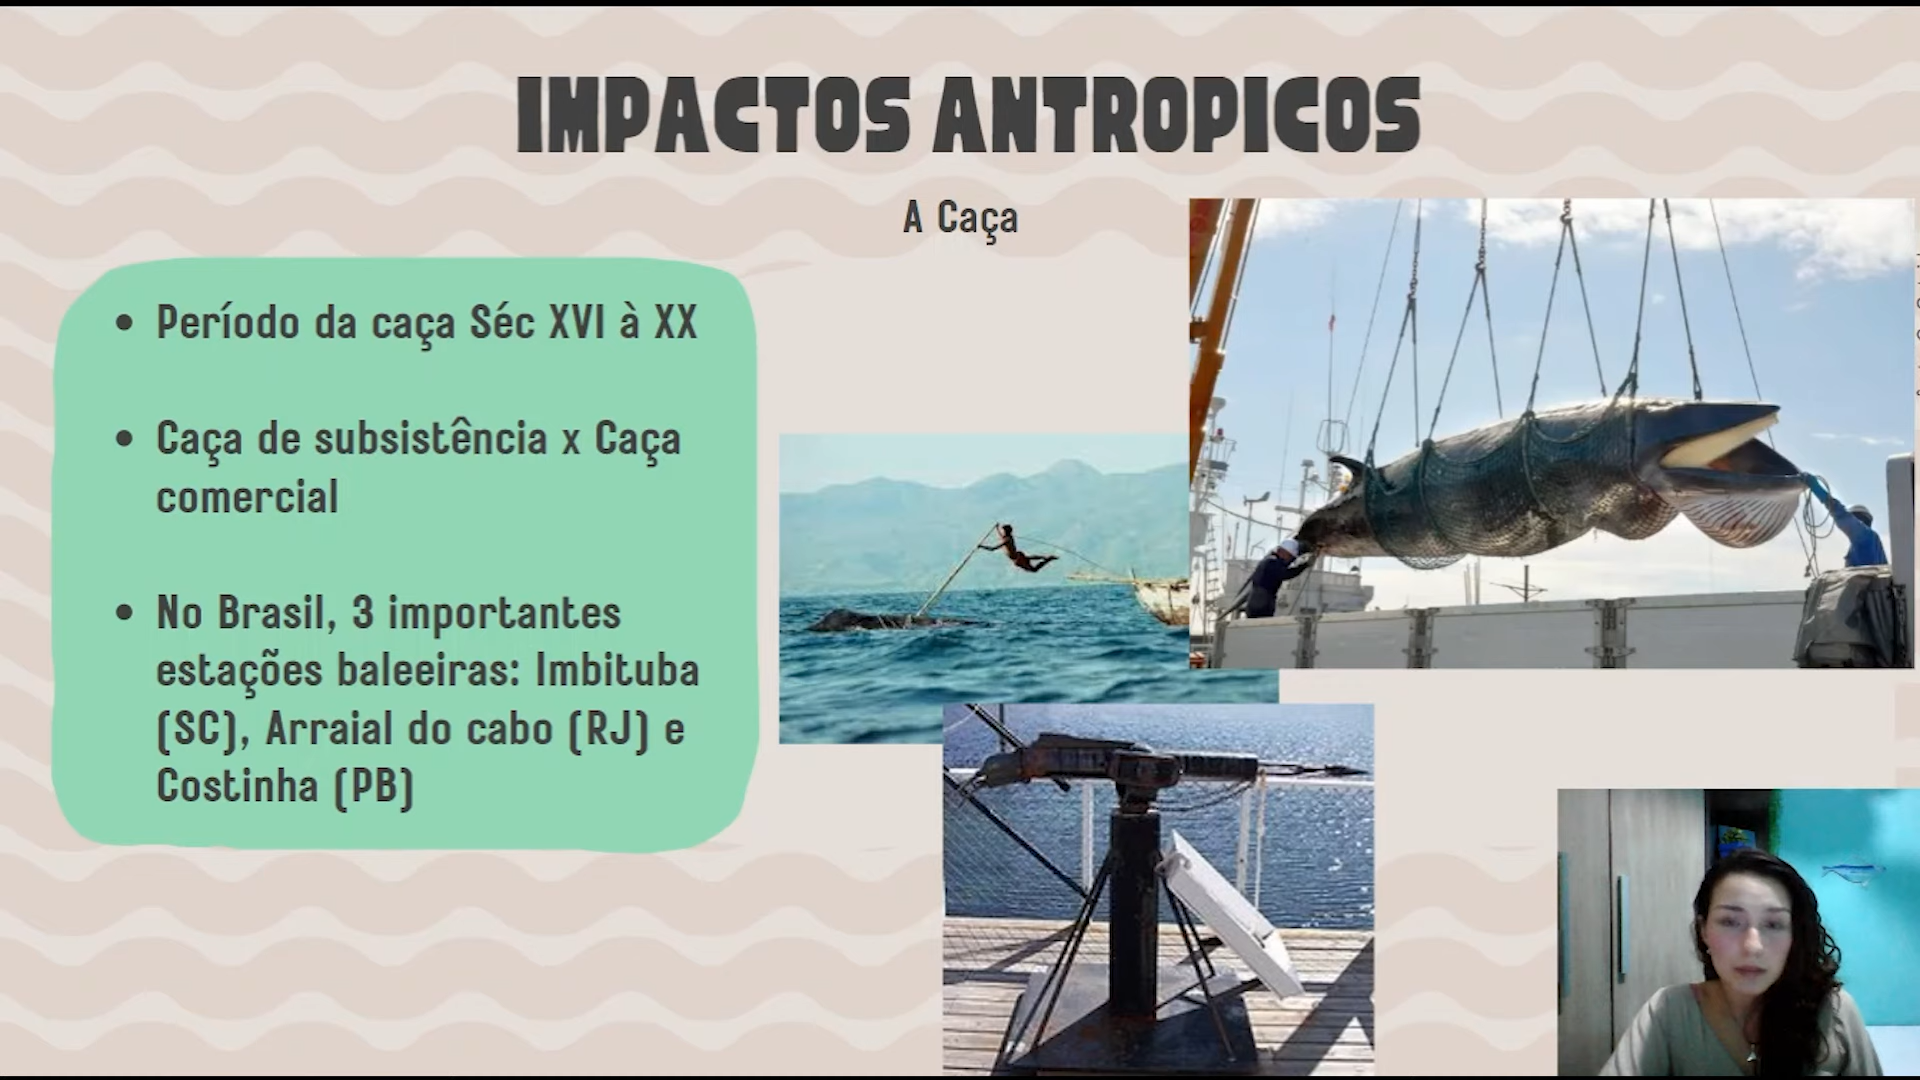 IMPACTOS ANTROPICOS
A Caça
• Período da caça Séc XVI à XX
• Caça de subsistência x Caça
comercial
• No Brasil, 3 importantes
estações baleeiras: Imbituba
(SC), Arraial do cabo (RJ) e
Costinha (PB)